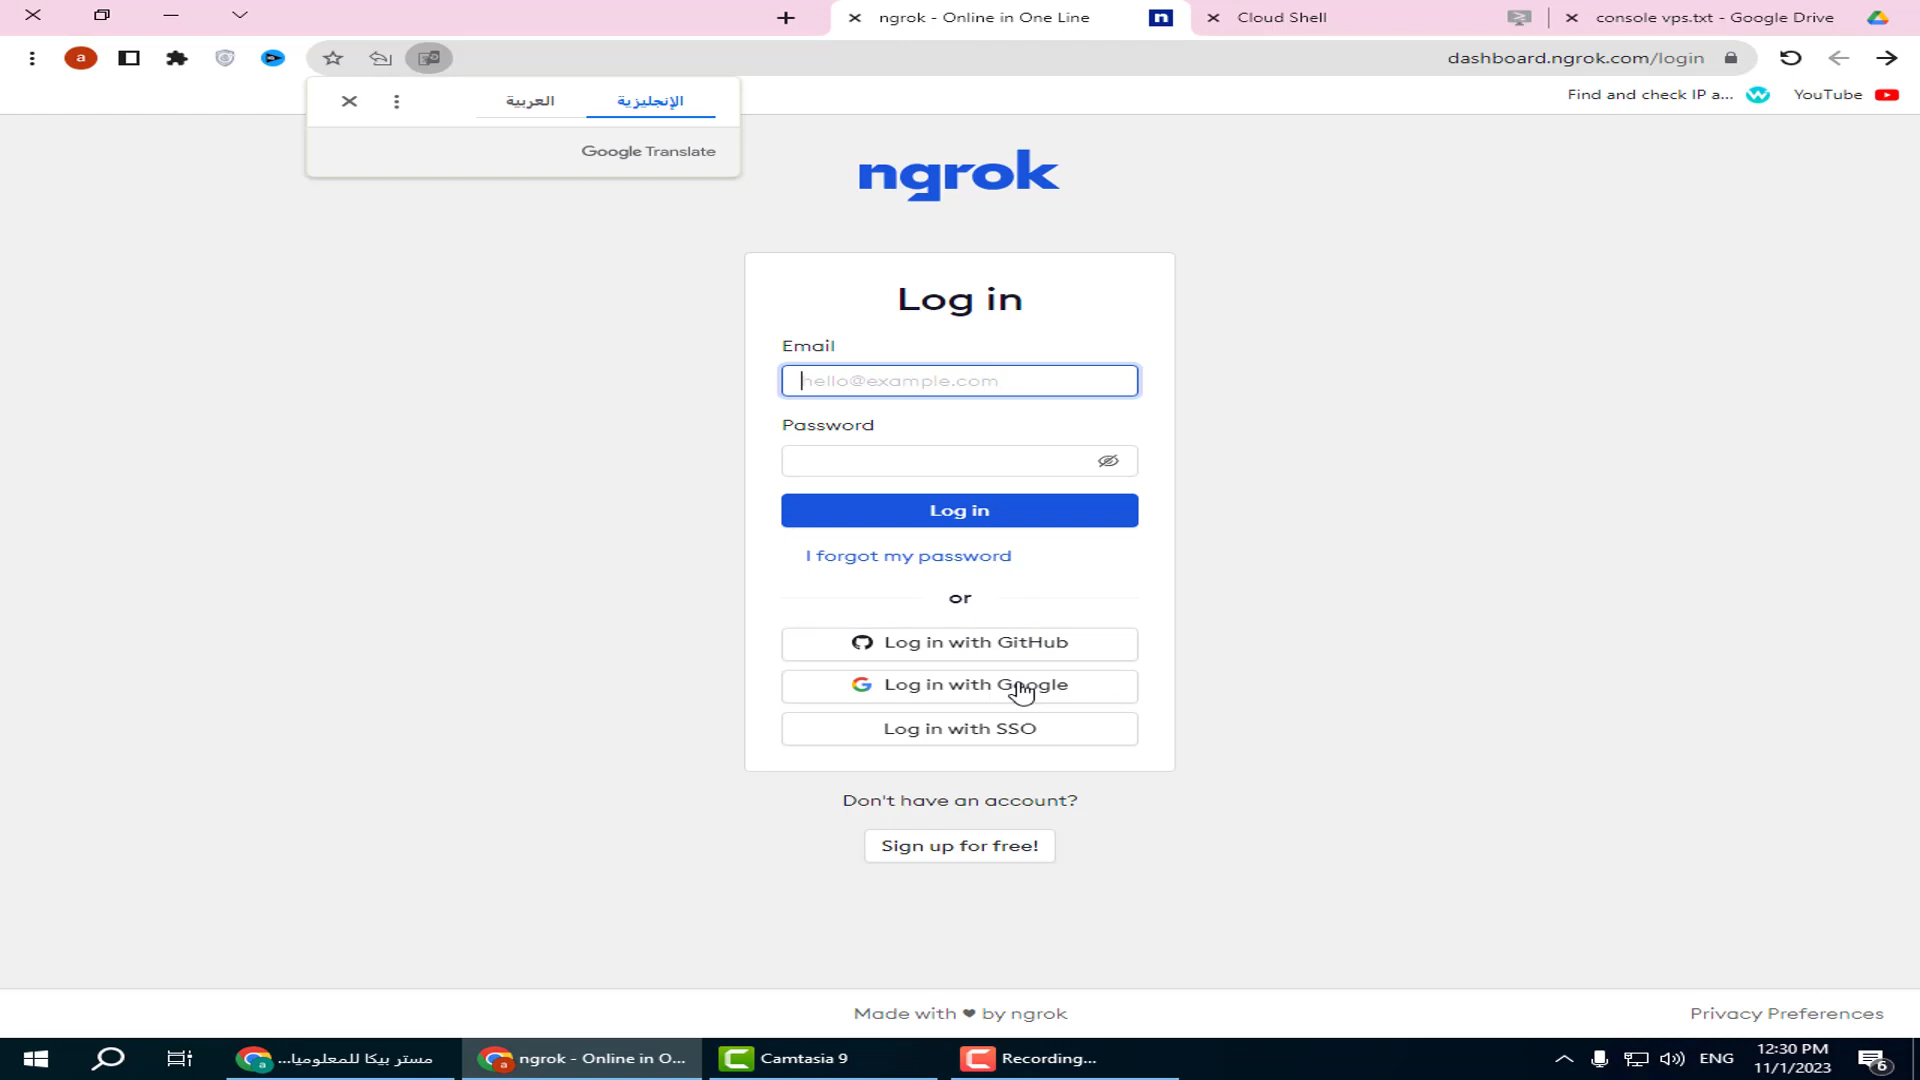 ngrok - Online in One Line
Cloud Shell
console vps.txt - Google Drive
a
dashboard.ngrok.com/login
Find and check IP a...
YouTube
العربية
الإنجليزية
Google Translate
ngrok
Log in
Email
hello@example.com
Password
Log in
I forgot my password
or
Log in with GitHub
Log in with Google
Log in with SSO
Don't have an account?
Sign up for free!
Made with ❤ by ngrok
Privacy Preferences
مستر بيكا للمعلوميا...
ngrok - Online in O...
Camtasia 9
Recording...
ENG
12:30 PM
11/1/2023
6